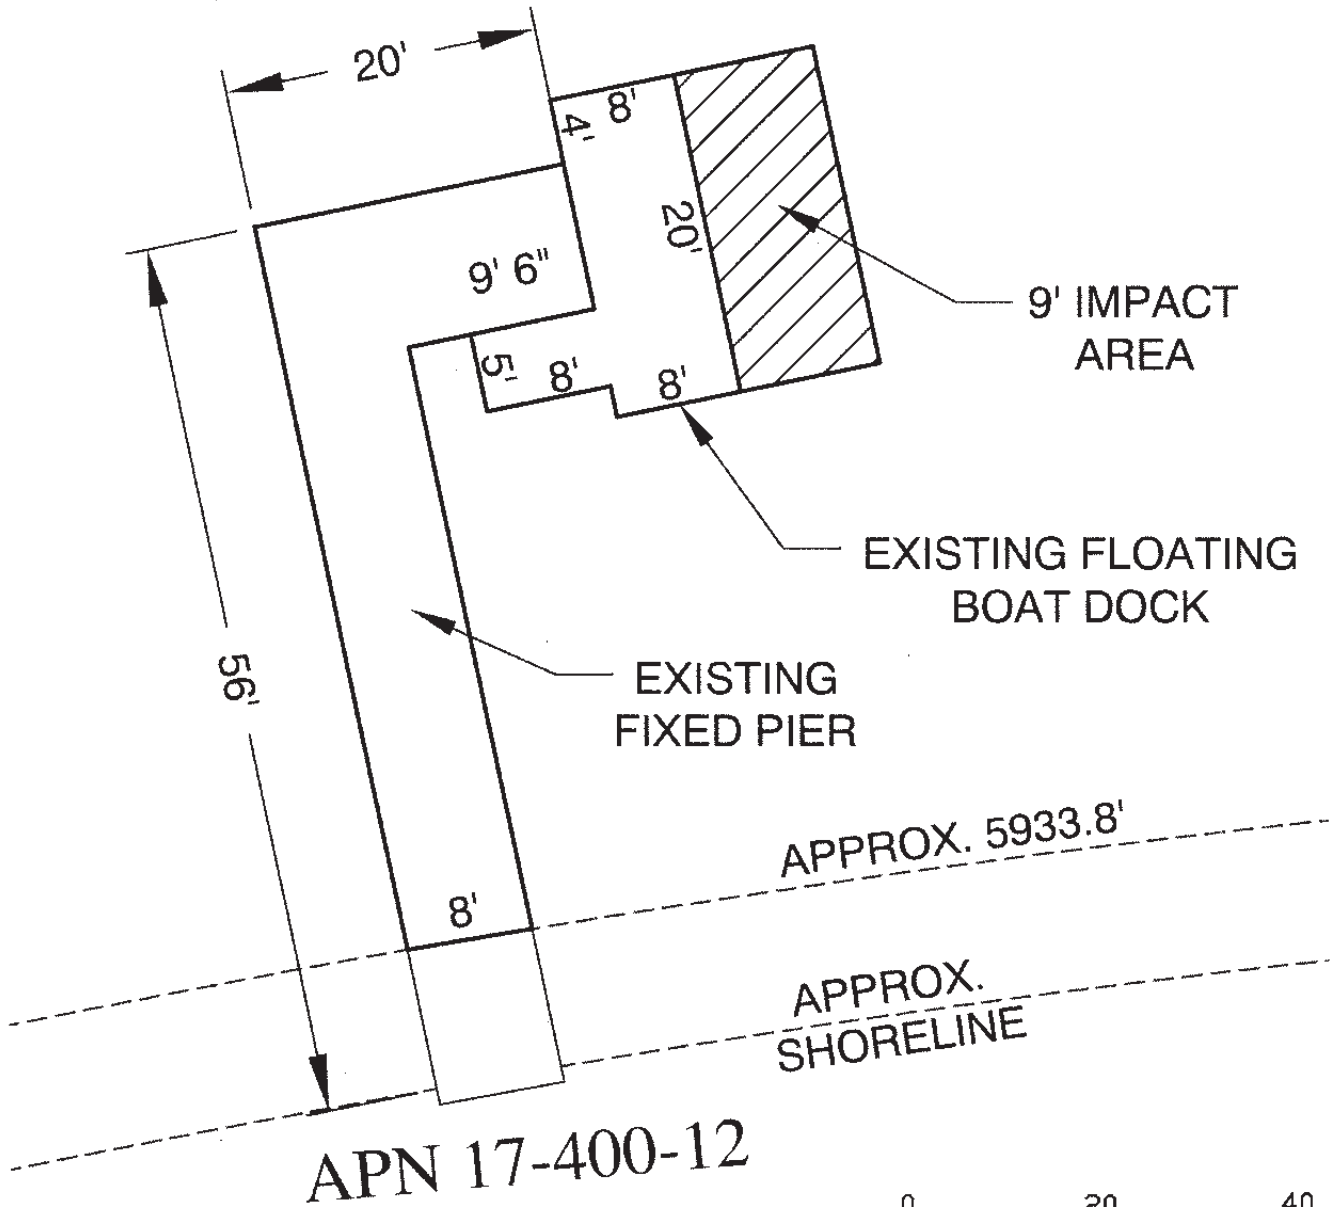 20'
8'
4'
20'
9' 6"
9' IMPACT
AREA
5'
8'
8'
EXISTING FLOATING
BOAT DOCK
56'
EXISTING
FIXED PIER
APPROX. 5933.8'
8'
APPROX.
SHORELINE
APN 17-400-12
0 20 40